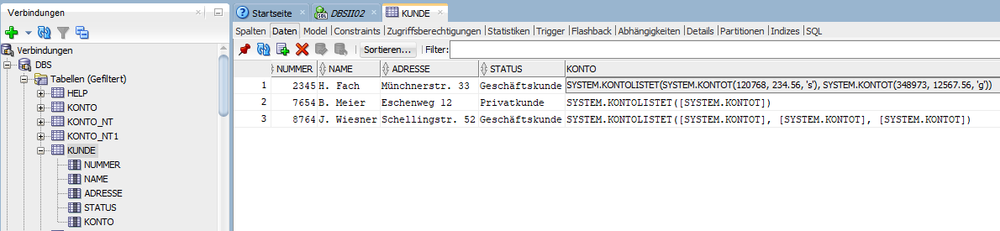 Verbindungen
Verbindungen
DBS
Tabellen (Gefiltert)
HELP
KONTO
KONTO_NT
KONTO_NT1
KUNDE
NUMMER
NAME
ADRESSE
STATUS
KONTO
Startseite DBSII02 KUNDE
SQL
Spalten Daten Model Constraints Zugriffsberechtigungen Statistiken Trigger Flashback Abhängigkeiten Details Partitionen Indizes SQL
Sortieren... Filter:
NUMMER NAME ADRESSE STATUS KONTO
1 2345 H. Fach Münchnerstr. 33 Geschäftskunde SYSTEM.KONTOLISTET(SYSTEM.KONTOT(120768, 234.56, 's'), SYSTEM.KONTOT(348973, 12567.56, 'g'))
2 7654 B. Meier Eschenweg 12 Privatkunde SYSTEM.KONTOLISTET([SYSTEM.KONTOT])
3 8764 J. Wiesner Schellingstr. 52 Geschäftskunde SYSTEM.KONTOLISTET([SYSTEM.KONTOT], [SYSTEM.KONTOT], [SYSTEM.KONTOT])